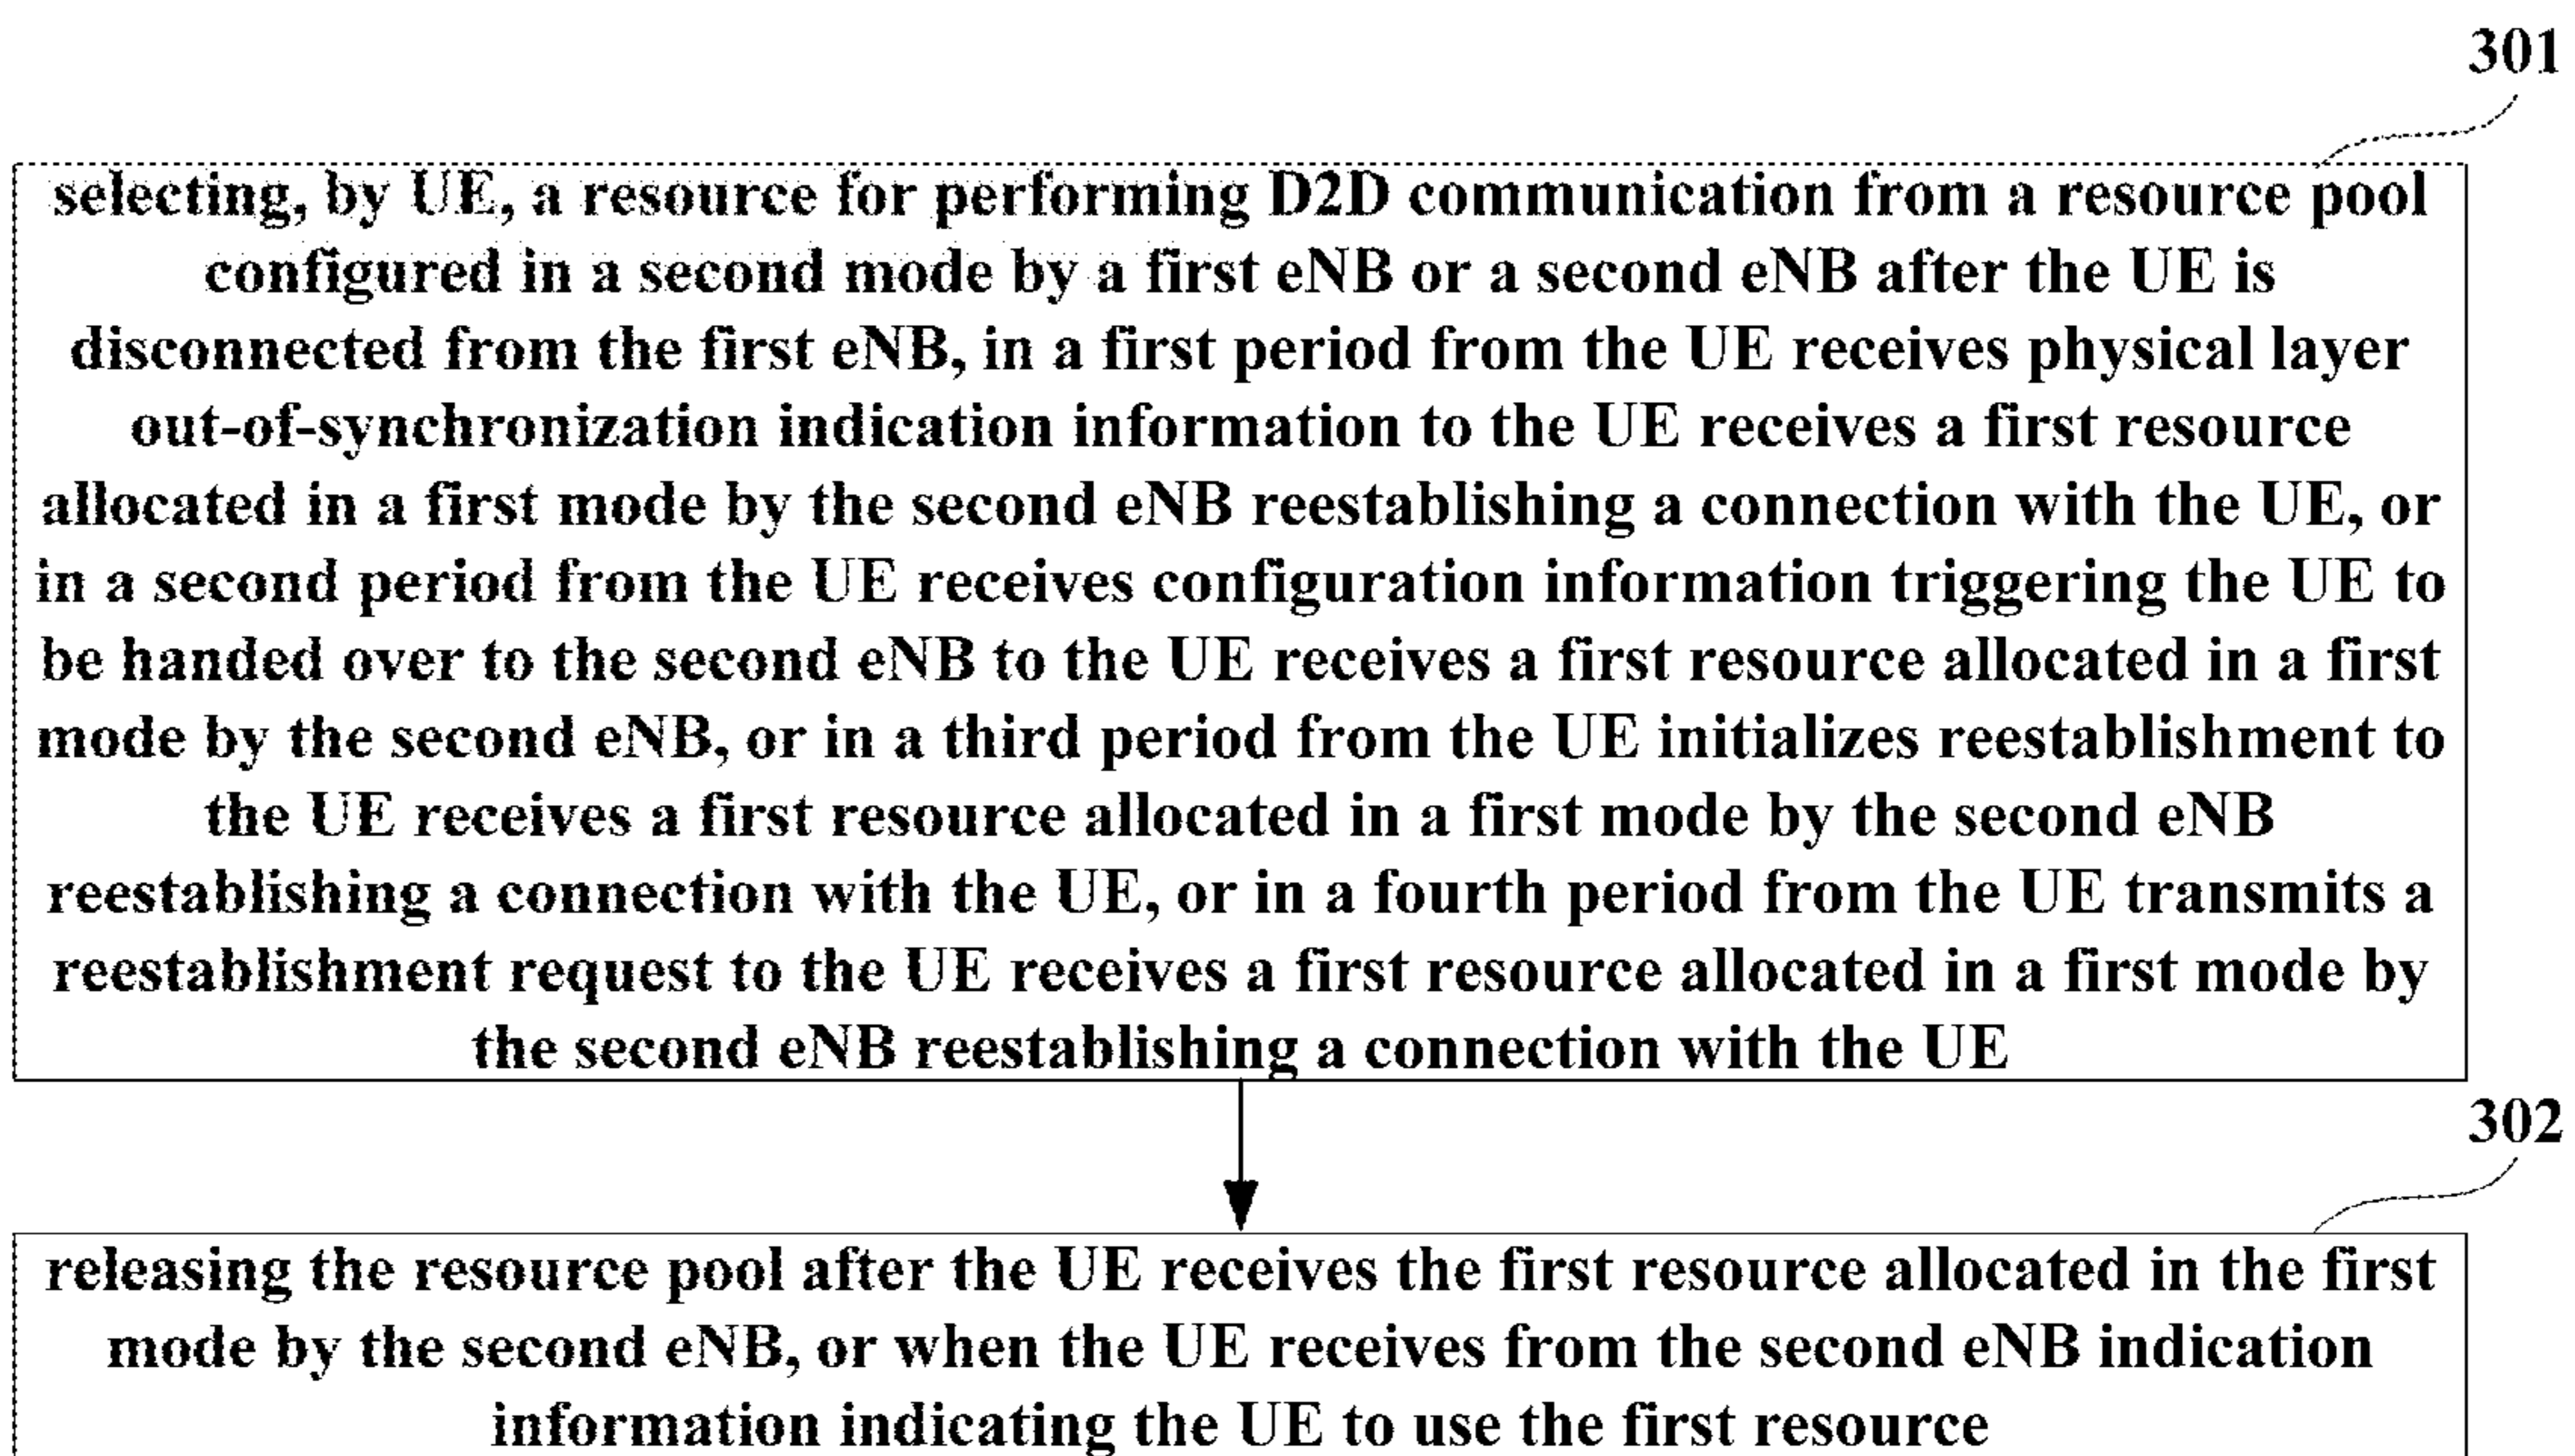 301
selecting, by UE, a resource for performing D2D communication from a resource pool
configured in a second mode by a first eNB or a second eNB after the UE is
disconnected from the first eNB, in a first period from the UE receives physical layer
out-of-synchronization indication information to the UE receives a first resource
allocated in a first mode by the second eNB reestablishing a connection with the UE, or
in a second period from the UE receives configuration information triggering the UE to
be handed over to the second eNB to the UE receives a first resource allocated in a first
mode by the second eNB, or in a third period from the UE initializes reestablishment to
the UE receives a first resource allocated in a first mode by the second eNB
reestablishing a connection with the UE, or in a fourth period from the UE transmits a
reestablishment request to the UE receives a first resource allocated in a first mode by
the second eNB reestablishing a connection with the UE
302
releasing the resource pool after the UE receives the first resource allocated in the first
mode by the second eNB, or when the UE receives from the second eNB indication
information indicating the UE to use the first resource